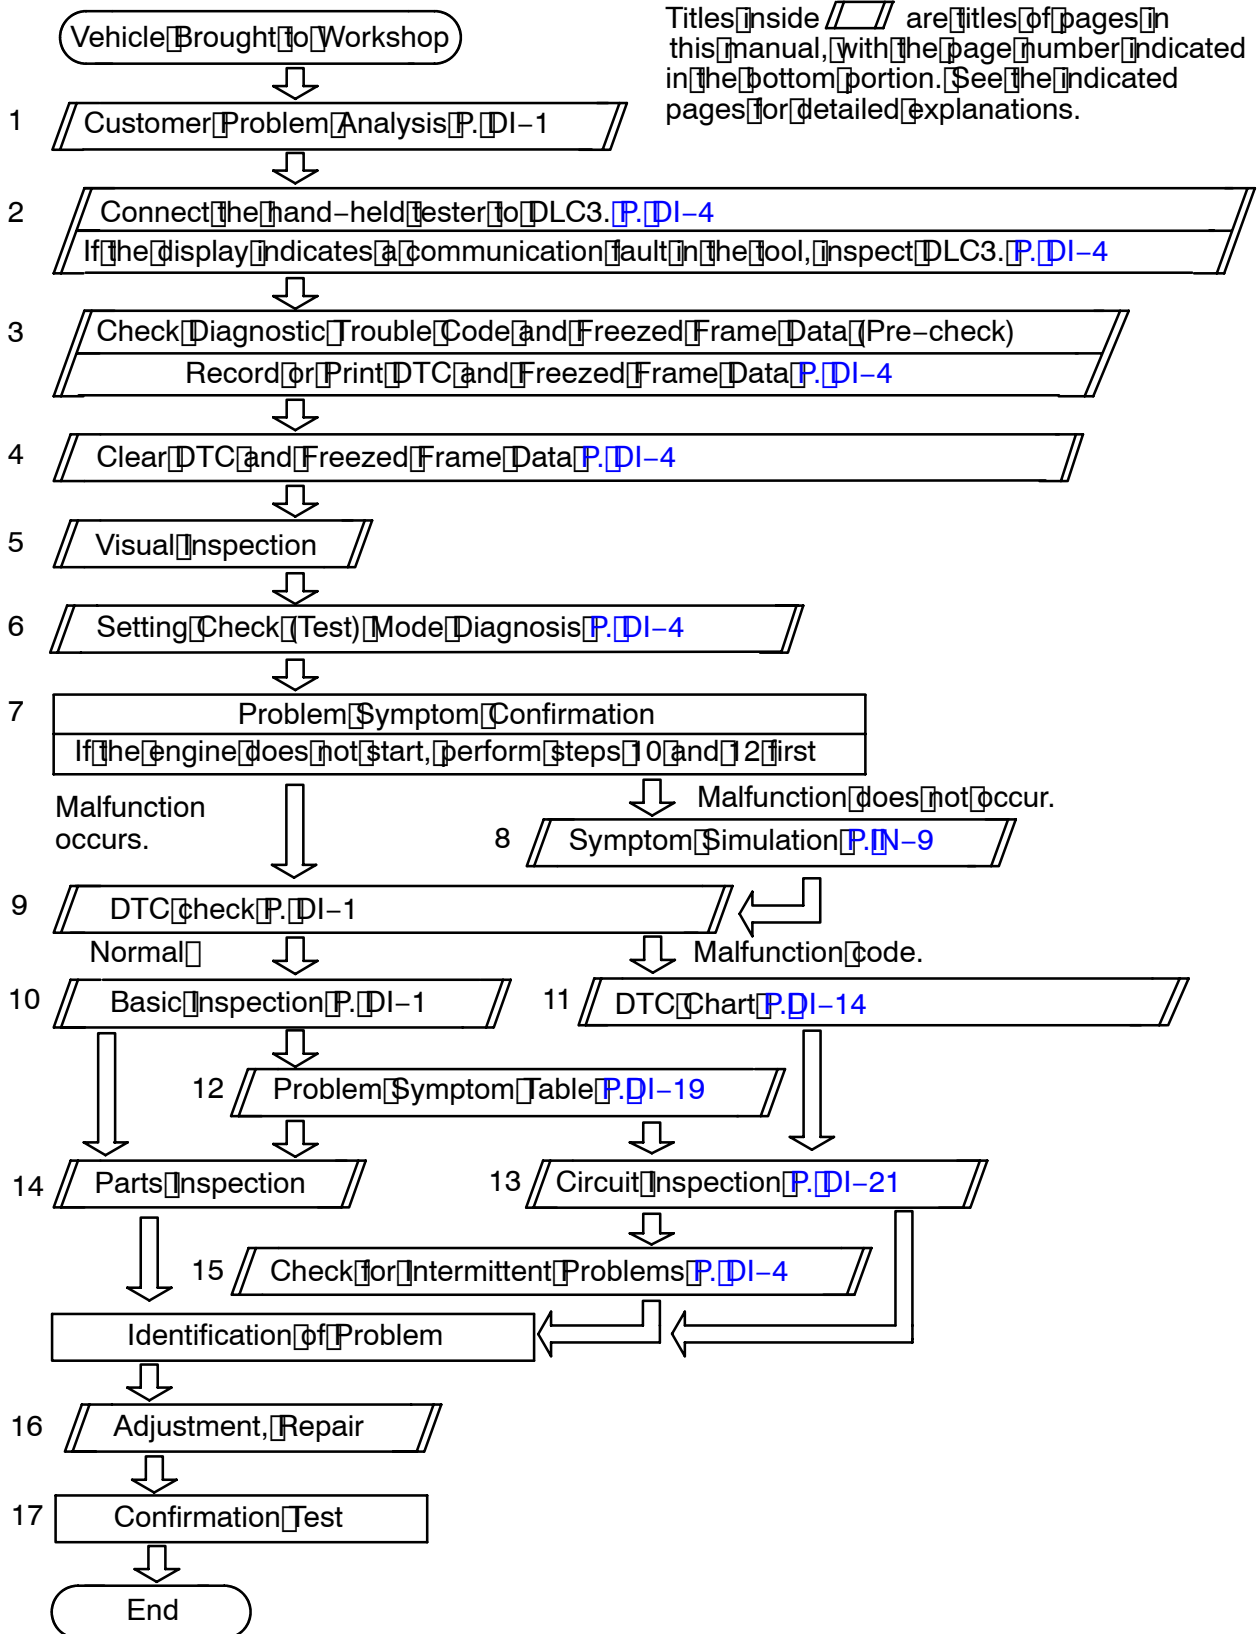 Vehicle Brought to Workshop
Titles inside are titles of pages in
this manual, with the page number indicated
in the bottom portion. See the indicated
pages for detailed explanations.
1 Customer Problem Analysis P. DI–1
2 Connect the hand–held tester to DLC3. P. DI–4
If the display indicates a communication fault in the tool, inspect DLC3. P. DI–4
3 Check Diagnostic Trouble Code and Freezed Frame Data (Pre–check)
Record or Print DTC and Freezed Frame Data P. DI–4
4 Clear DTC and Freezed Frame Data P. DI–4
5 Visual Inspection
6 Setting Check (Test) Mode Diagnosis P. DI–4
7 Problem Symptom Confirmation
If the engine does not start, perform steps 10 and 12 first
Malfunction
occurs.
Malfunction does not occur.
8 Symptom Simulation P.IN–9
9 DTC check P. DI–1
Normal
Malfunction code.
10 Basic Inspection P. DI–1
11 DTC Chart P.DI–14
12 Problem Symptom Table P.DI–19
14 Parts Inspection
13 Circuit Inspection P. DI–21
15 Check for Intermittent Problems P. DI–4
Identification of Problem
16 Adjustment, Repair
17 Confirmation Test
End